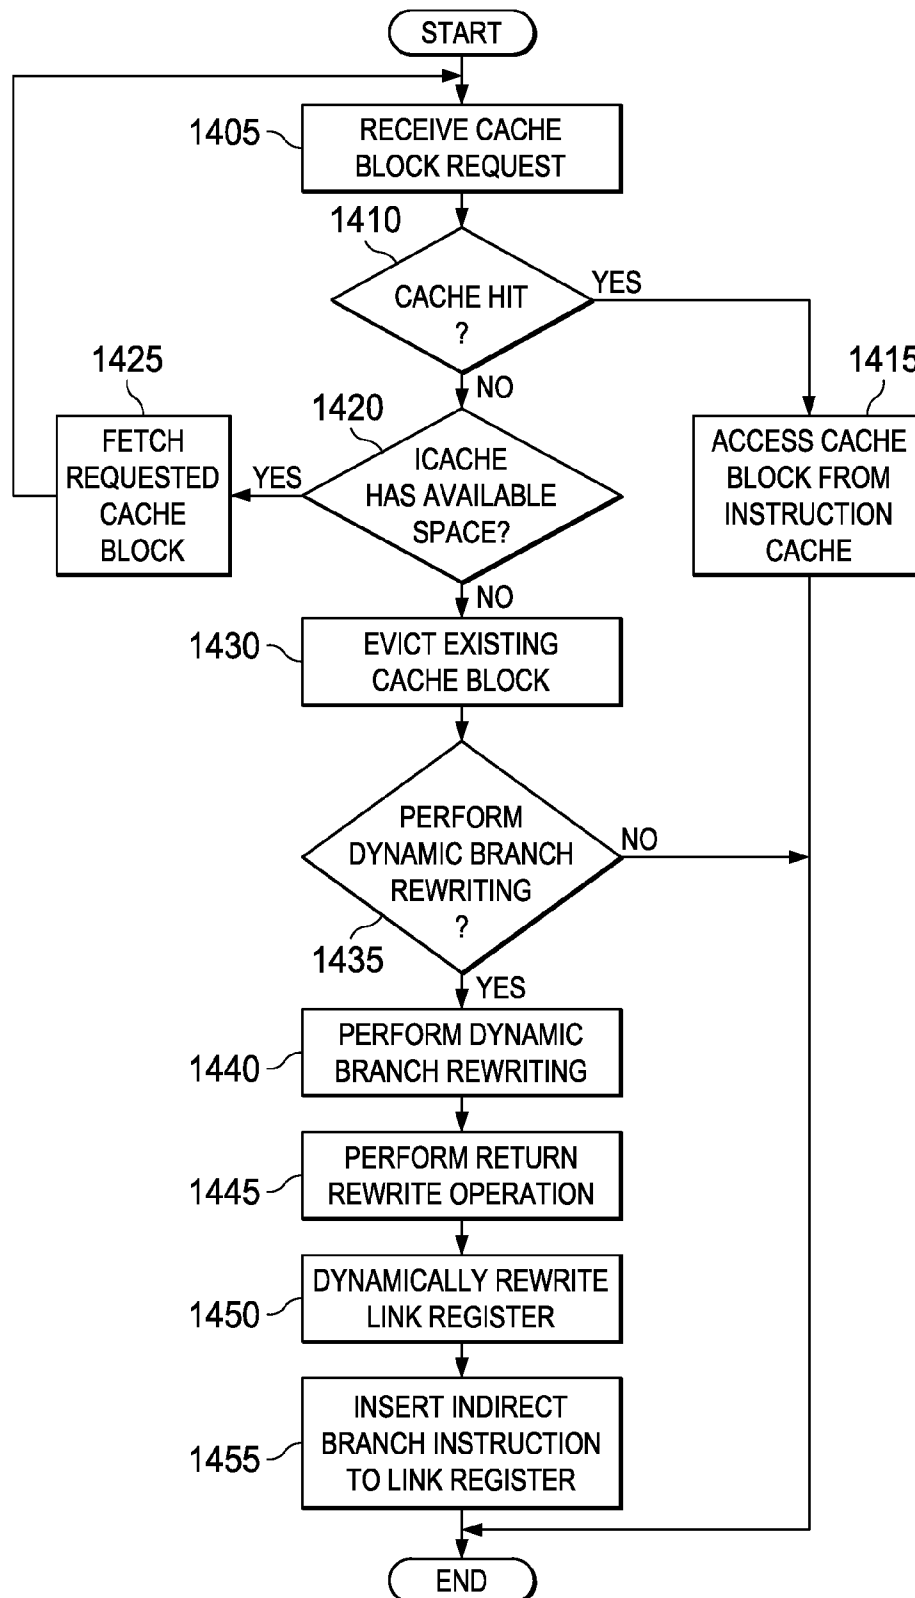 START
1405
RECEIVE CACHE
BLOCK REQUEST
1410
CACHE HIT
?
YES
NO
1425
FETCH
REQUESTED
CACHE
BLOCK
YES
1420
ICACHE
HAS AVAILABLE
SPACE?
NO
1415
ACCESS CACHE
BLOCK FROM
INSTRUCTION
CACHE
1430
EVICT EXISTING
CACHE BLOCK
PERFORM
DYNAMIC BRANCH
REWRITING
?
1435
NO
YES
1440
PERFORM DYNAMIC
BRANCH REWRITING
1445
PERFORM RETURN
REWRITE OPERATION
1450
DYNAMICALLY REWRITE
LINK REGISTER
1455
INSERT INDIRECT
BRANCH INSTRUCTION
TO LINK REGISTER
END